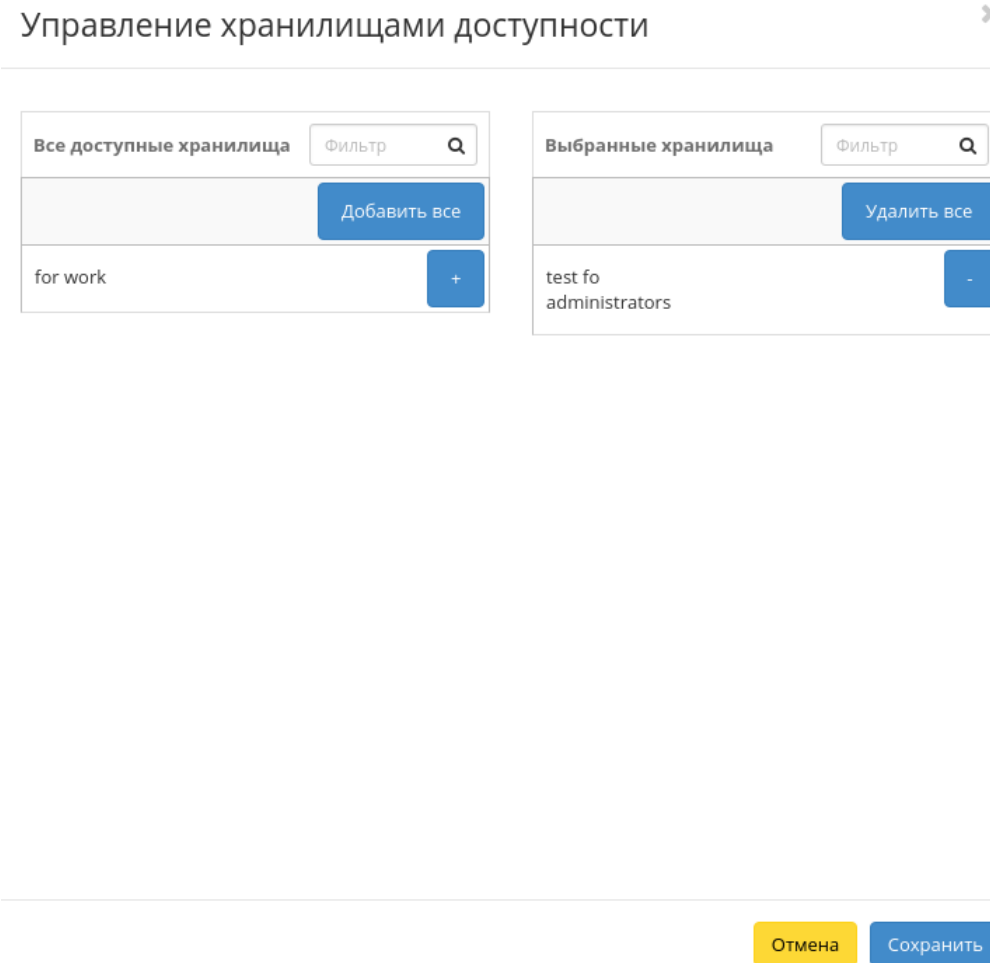 Управление хранилищами доступности
Все доступные хранилища
Фильтр
Добавить все
for work
+
Выбранные хранилища
Фильтр
Удалить все
test fo
administrators
-
Отмена
Сохранить